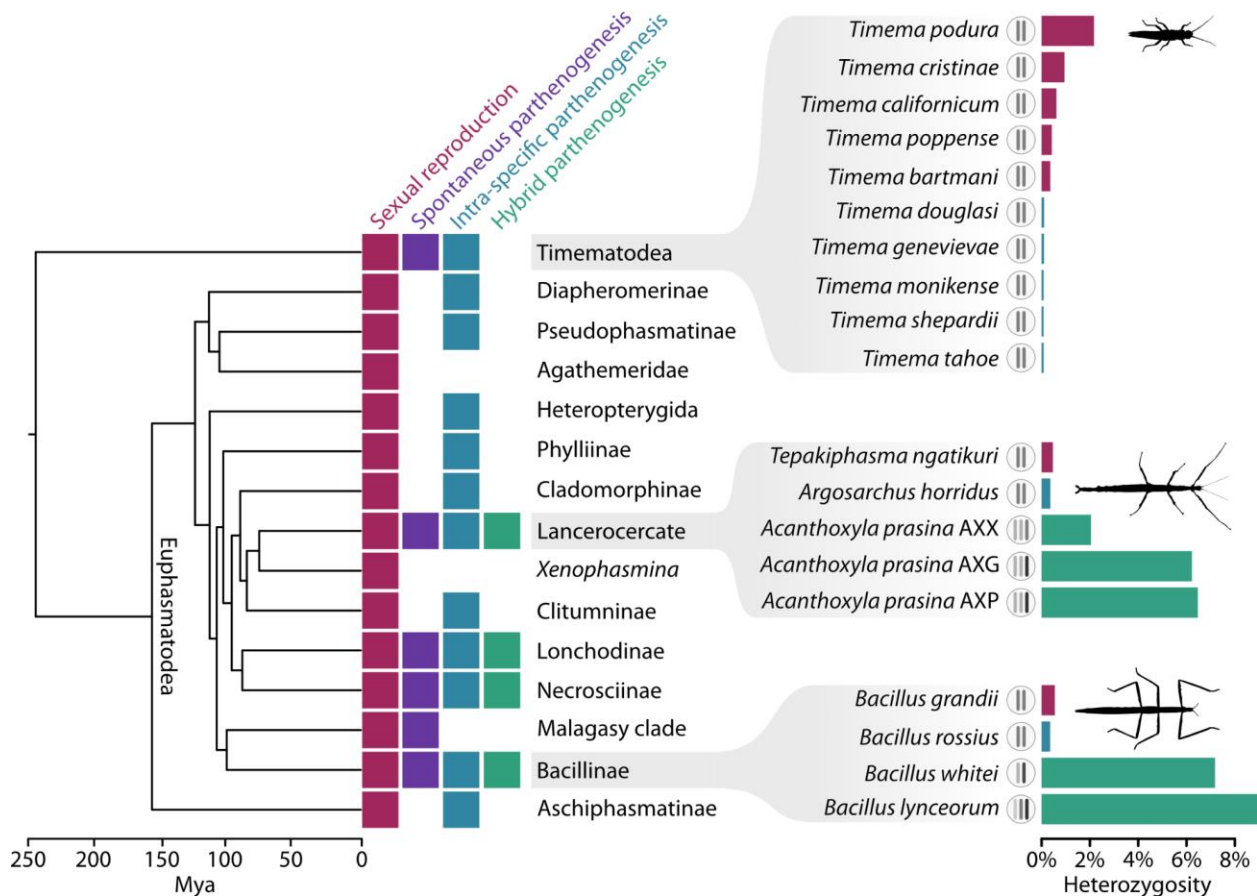 Sexual reproduction
Spontaneous parthenogenesis
Intra-specific parthenogenesis
Hybrid parthenogenesis
Timematodea
Diapheromerinae
Pseudophasmatinae
Agathemeridae
Heteropterygida
Phylliinae
Cladomorphinae
Lancerocercate
Xenophasmina
Clitumninae
Lonchodinae
Necrosciinae
Malagasy clade
Bacillinae
Aschiphasmatinae
Euphasmatodea
250 200 150 100 50 0
Mya
Timema podura
Timema cristinae
Timema californicum
Timema poppense
Timema bartmani
Timema douglasi
Timema genevievae
Timema monikense
Timema shepardii
Timema tahoe
Tepakiphasma ngatikuri
Argosarchus horridus
Acanthoxyla prasina AXX
Acanthoxyla prasina AXG
Acanthoxyla prasina AXP
Bacillus grandii
Bacillus rossius
Bacillus whitei
Bacillus lynceorum
0% 2% 4% 6% 8%
Heterozygosity